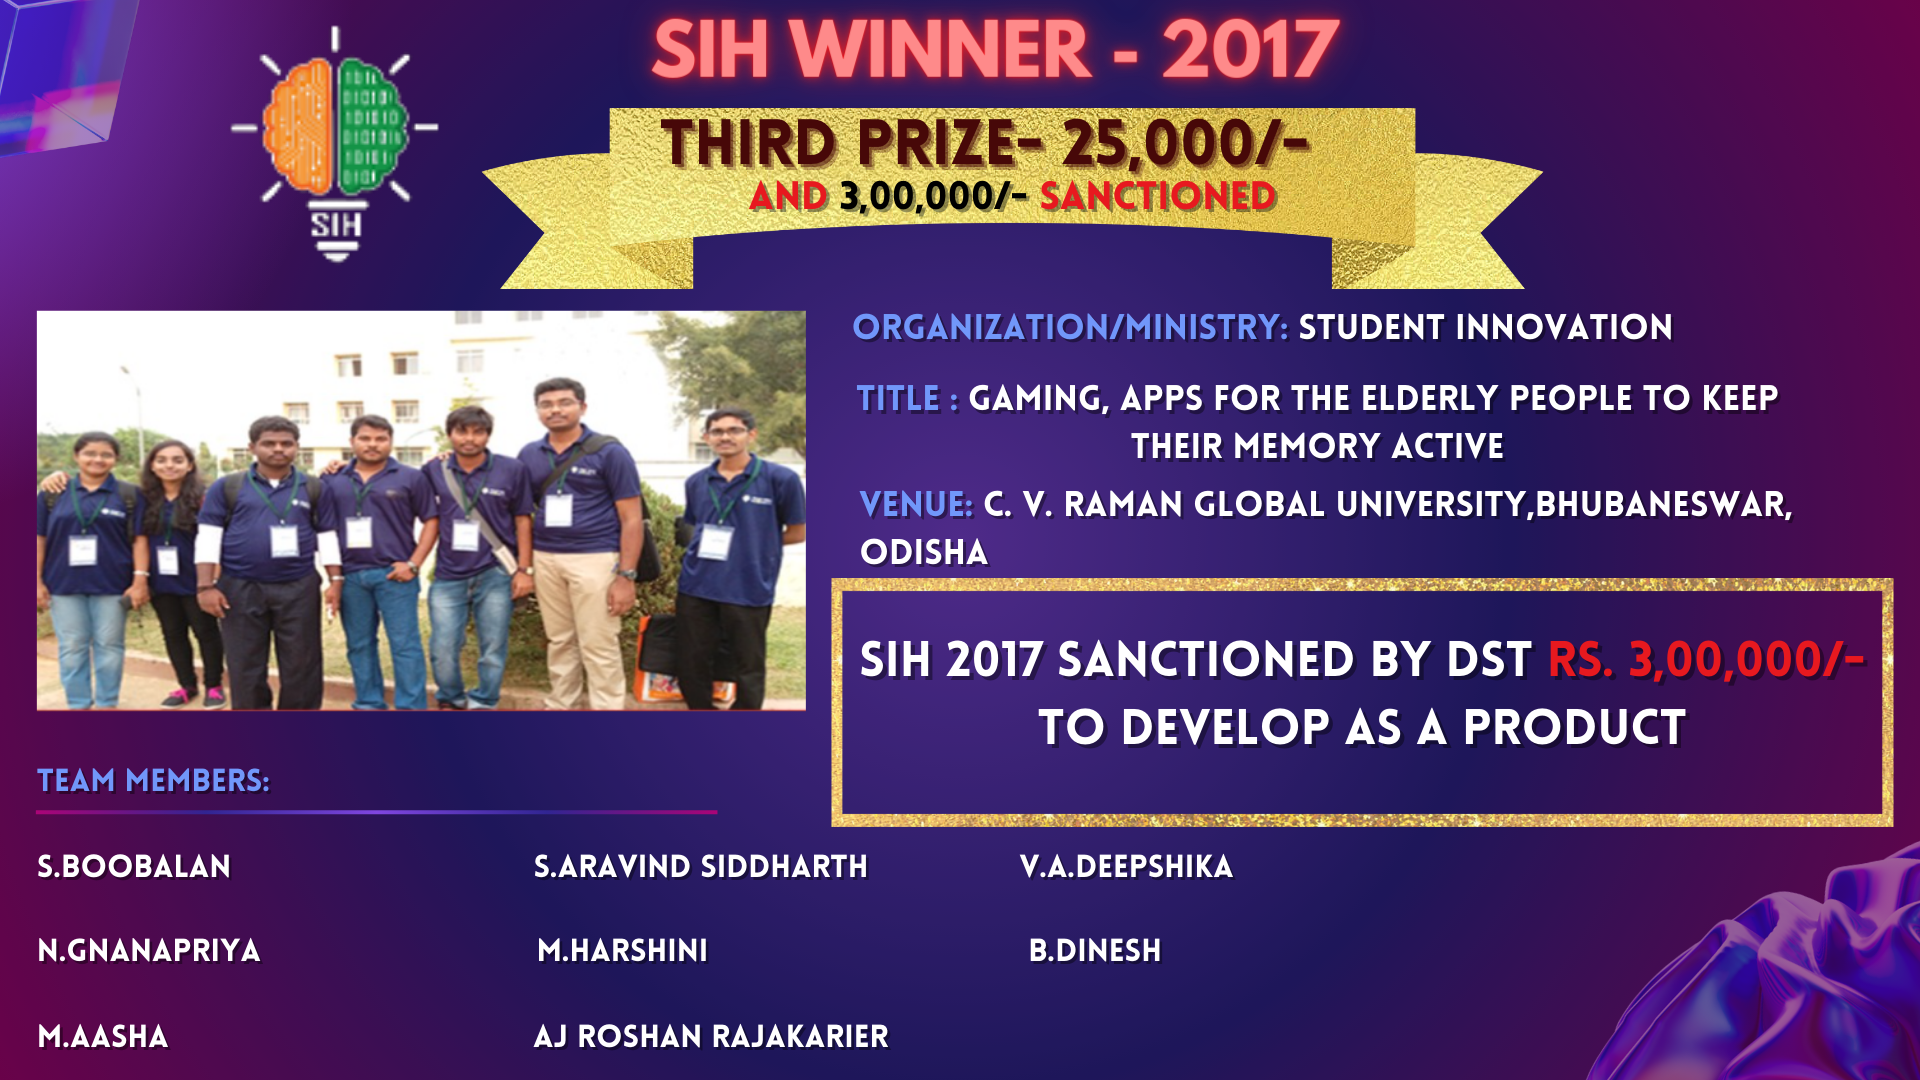 SIH WINNER - 2017
THIRD PRIZE- 25,000/-
AND 3,00,000/- SANCTIONED
SIH
ORGANIZATION/MINISTRY: STUDENT INNOVATION
TITLE : GAMING, APPS FOR THE ELDERLY PEOPLE TO KEEP
THEIR MEMORY ACTIVE
VENUE: C. V. RAMAN GLOBAL UNIVERSITY,BHUBANESWAR,
ODISHA
SIH 2017 SANCTIONED BY DST RS. 3,00,000/-
TO DEVELOP AS A PRODUCT
TEAM MEMBERS:
S.BOOBALAN
S.ARAVIND SIDDHARTH
V.A.DEEPSHIKA
N.GNANAPRIYA
M.HARSHINI
B.DINESH
M.AASHA
AJ ROSHAN RAJAKARIER